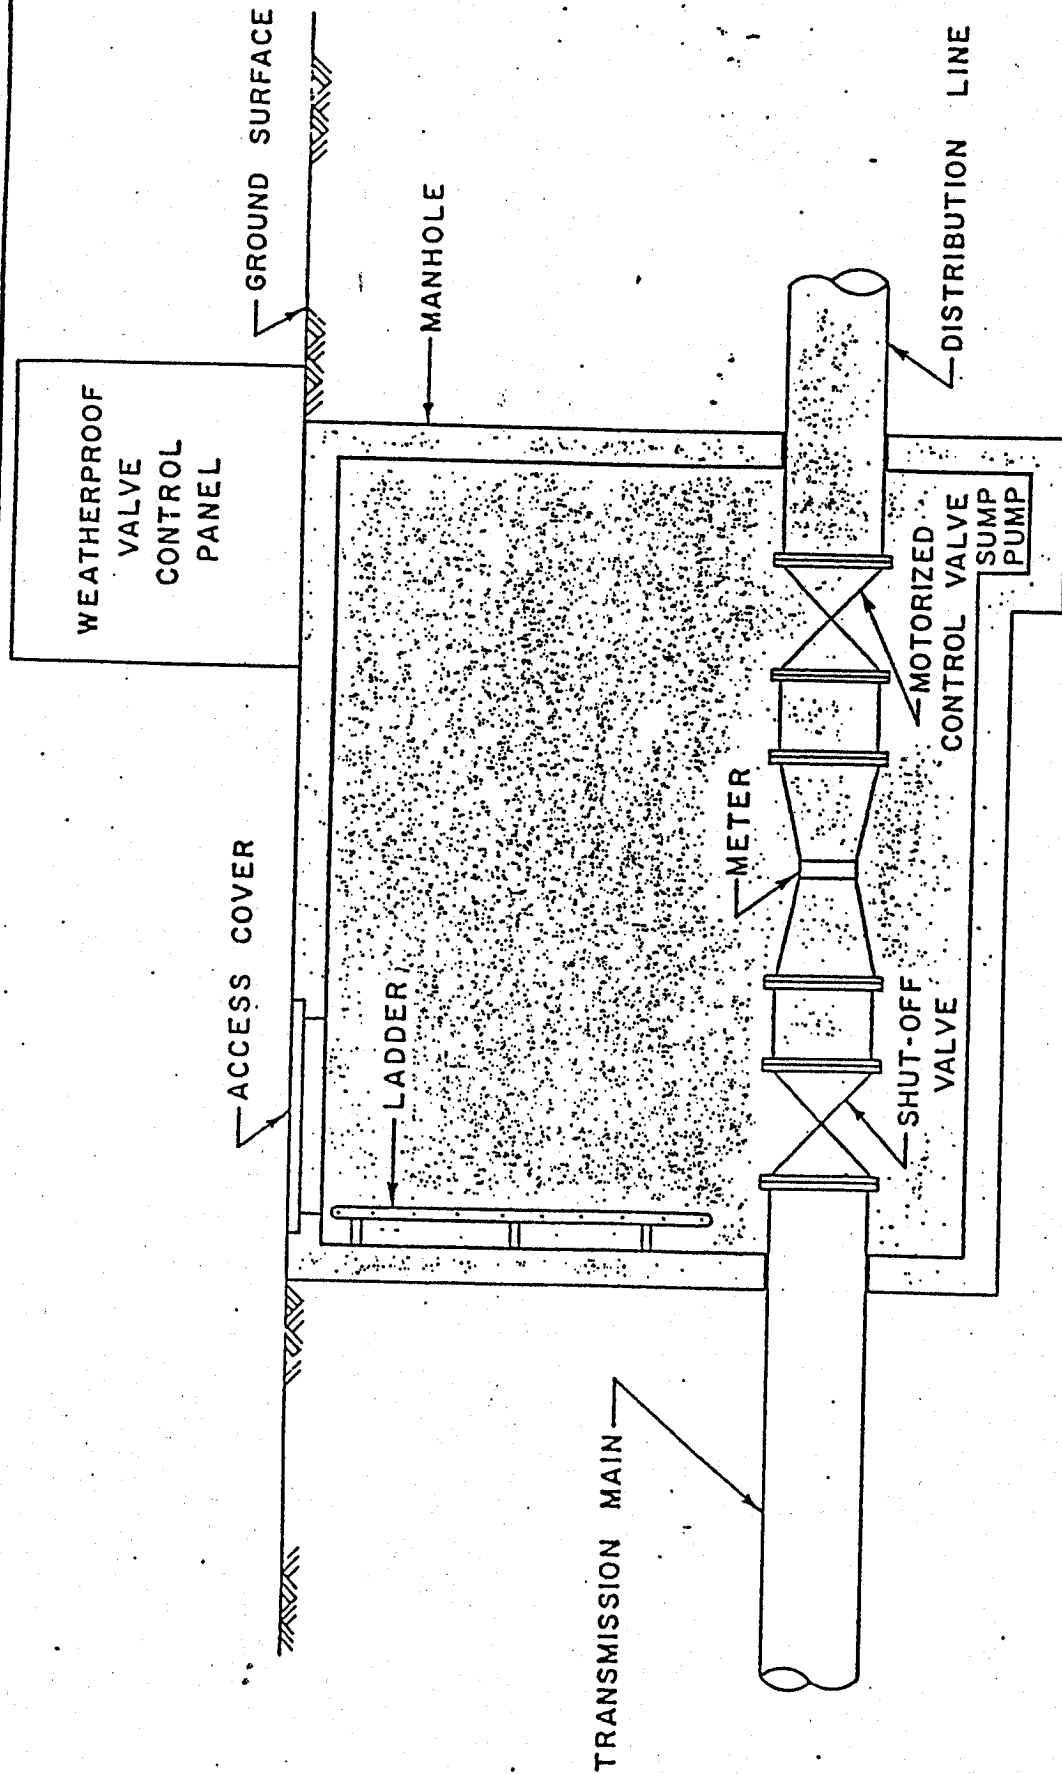 WEATHERPROOF
VALVE
CONTROL
PANEL
GROUND SURFACE
ACCESS COVER
MANHOLE
LADDER
TRANSMISSION MAIN
METER
SHUT-OFF
VALVE
MOTORIZED
CONTROL VALVE
SUMP
PUMP
DISTRIBUTION LINE